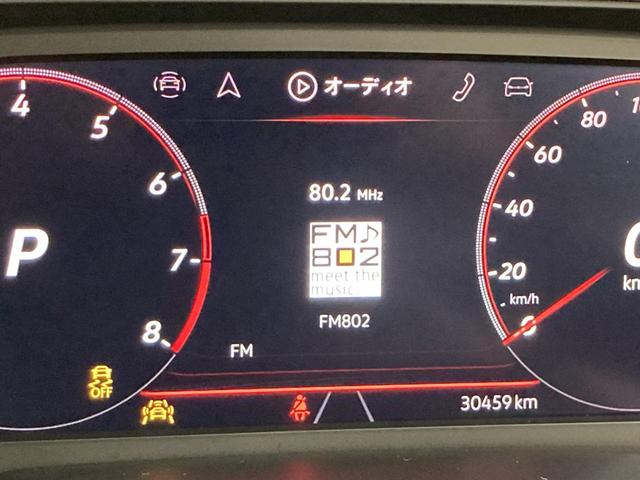 オーディオ
4
5
6
7
8
P
80.2 MHz
FM♪
802
meet the
music.
FM802
FM
OFF
80
60
40
20
0
km/h
30459 km